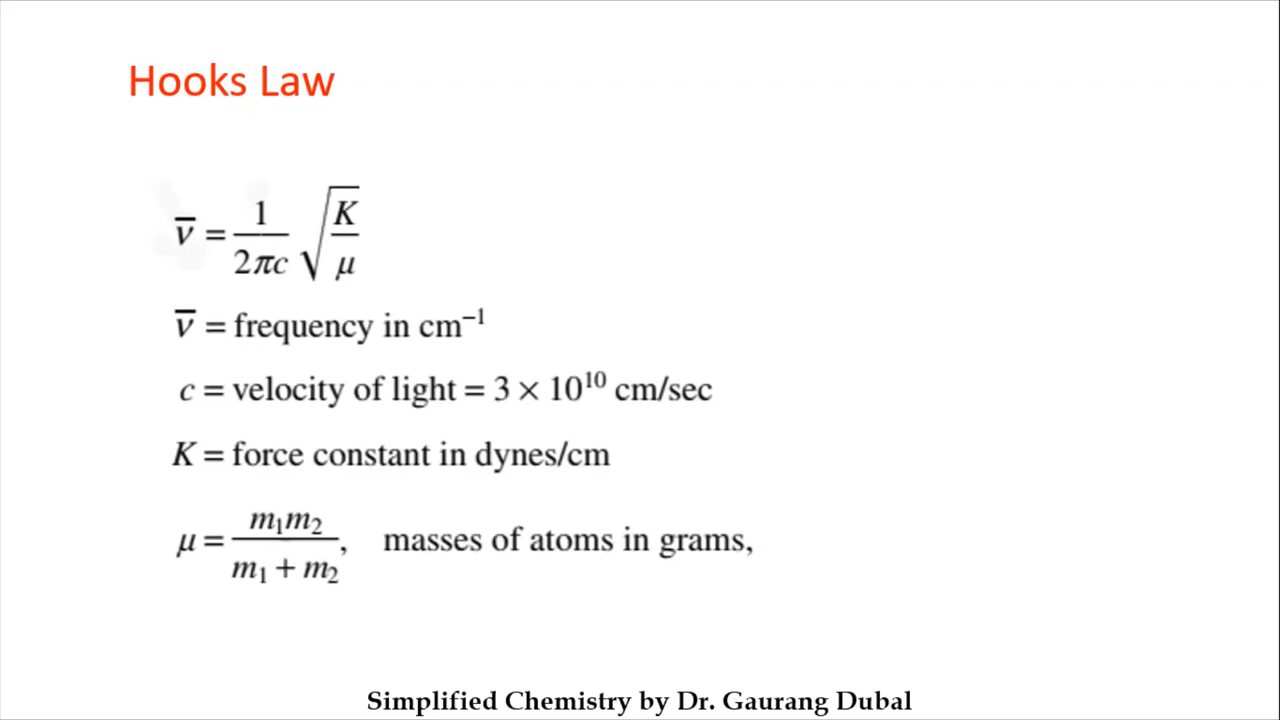 Hooks Law
ν̅ = 1/2πc √K/μ
ν̅ = frequency in cm⁻¹
c = velocity of light = 3 × 10¹⁰ cm/sec
K = force constant in dynes/cm
μ = m₁m₂/m₁ + m₂, masses of atoms in grams,
Simplified Chemistry by Dr. Gaurang Dubal